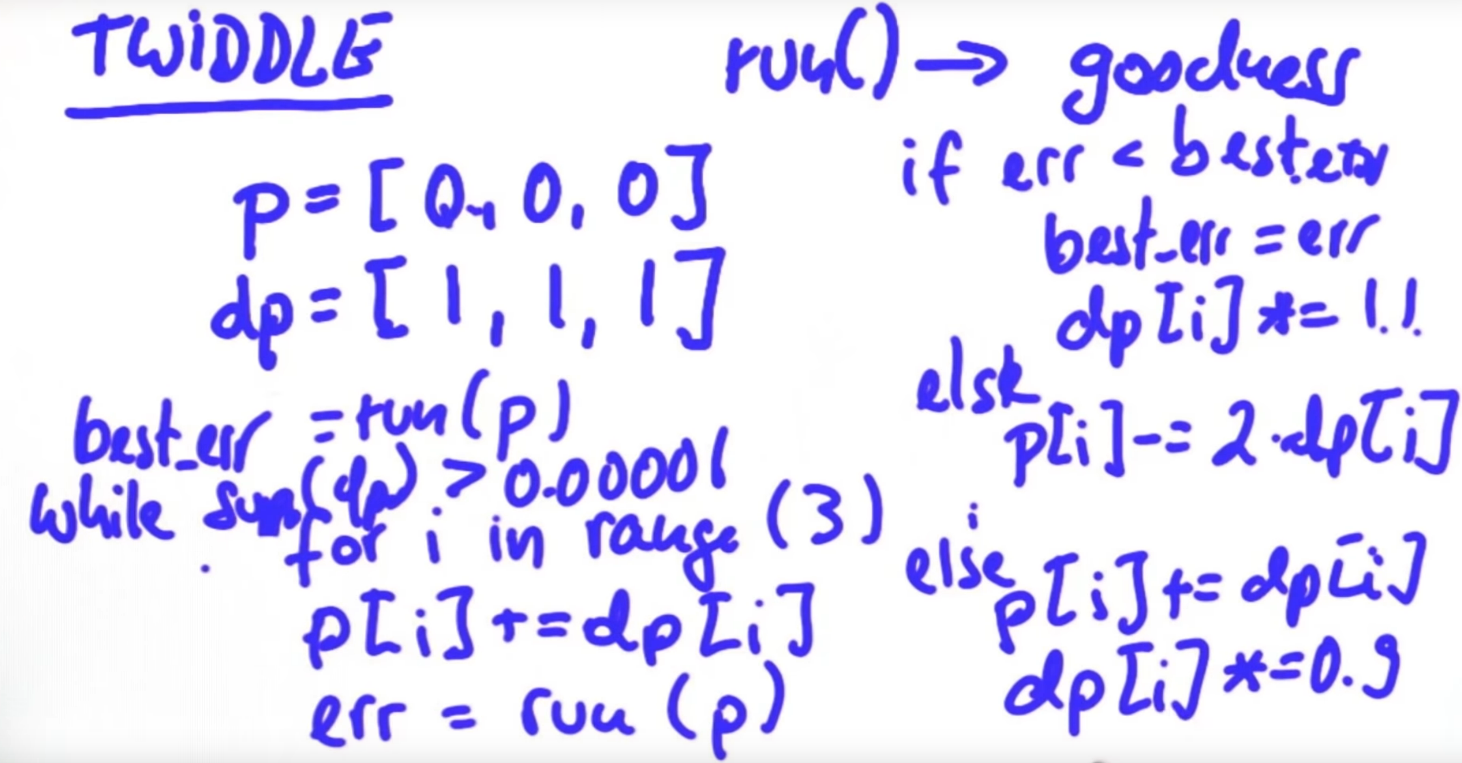 TWIDDLE
p = [0, 0, 0]
dp = [1, 1, 1]
best_err = run(p)
while sum(dp) > 0.00001
for i in range (3)
p[i] += dp[i]
err = run (p)
run() → goodness
if err < best_err
best_err = err
dp[i] *= 1.1
else
p[i] -= 2·dp[i]
else
p[i] += dp[i]
dp[i] *= 0.9